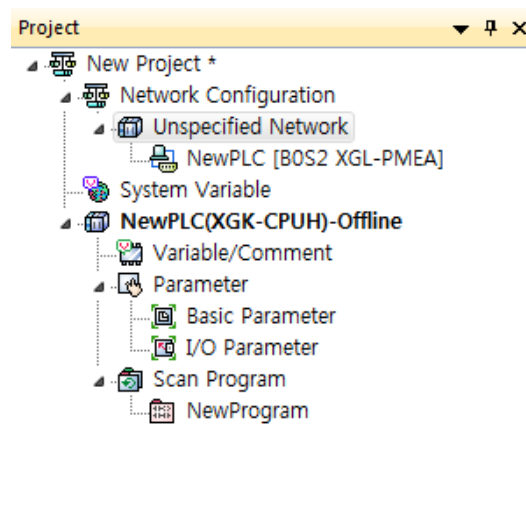 Project
New Project *
Network Configuration
Unspecified Network
NewPLC [B0S2 XGL-PMEA]
System Variable
NewPLC(XGK-CPUH)-Offline
Variable/Comment
Parameter
Basic Parameter
I/O Parameter
Scan Program
NewProgram